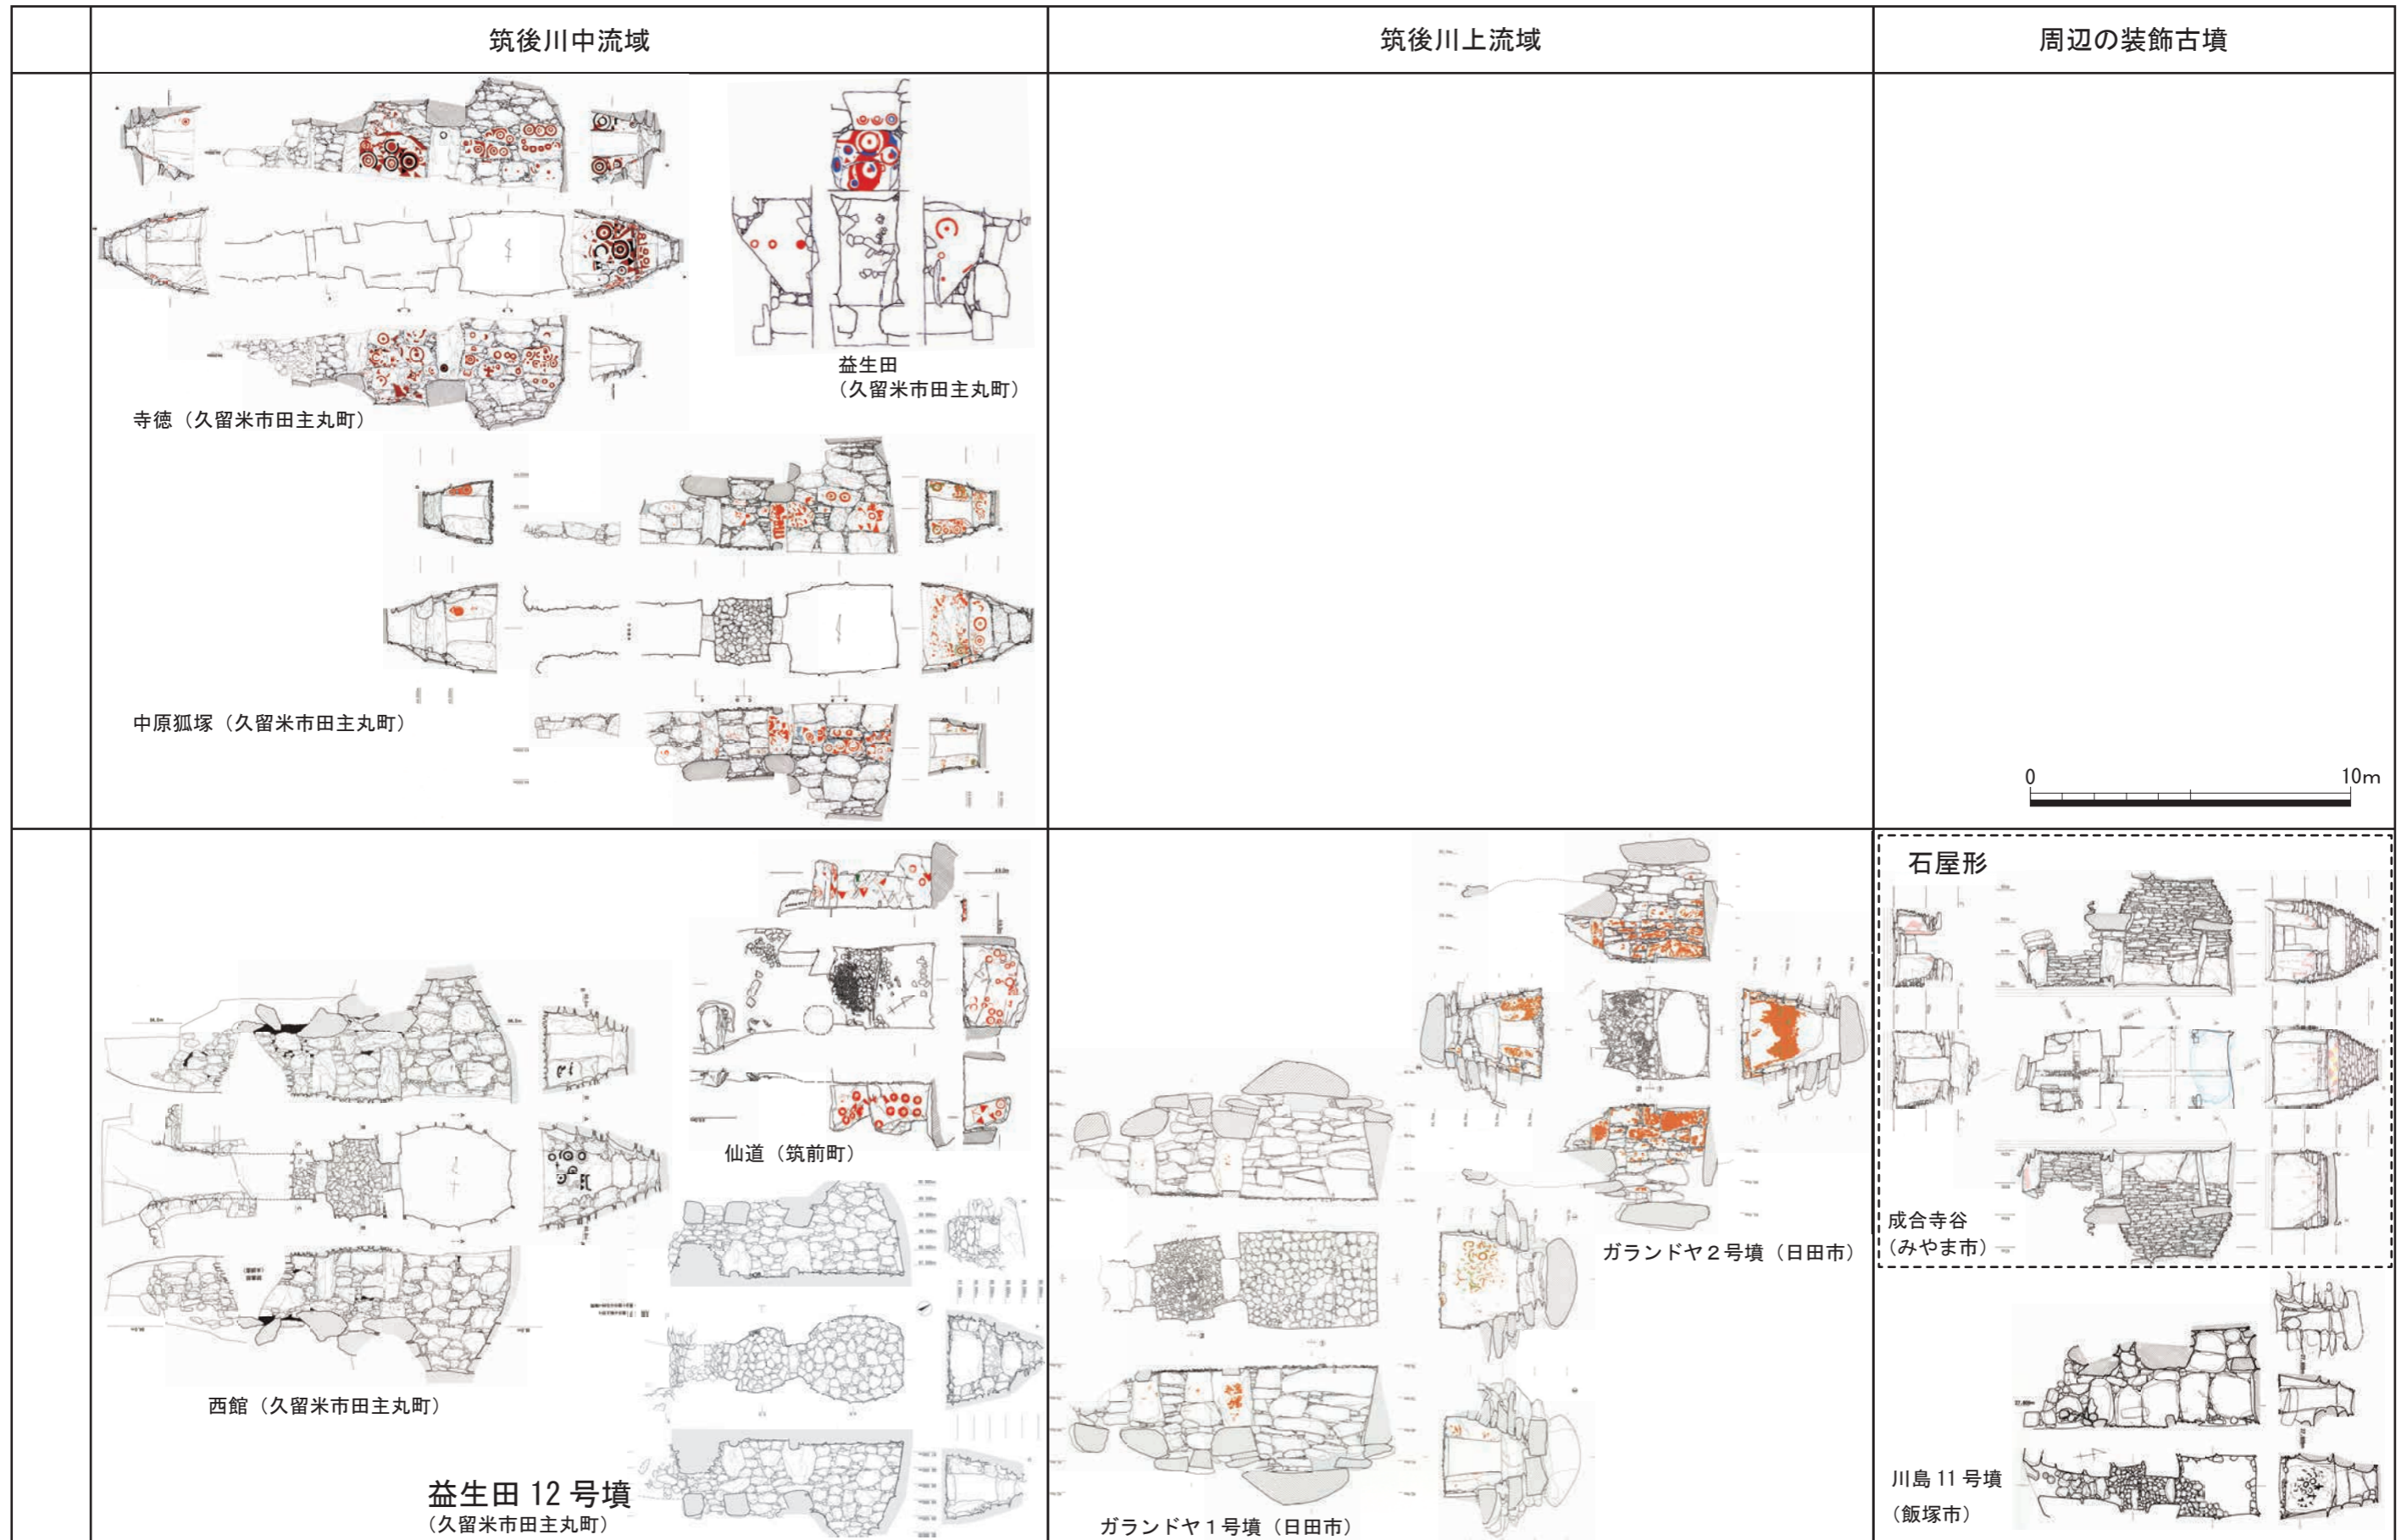 筑後川中流域
筑後川上流域
周辺の装飾古墳
寺徳（久留米市田主丸町）
益生田
（久留米市田主丸町）
中原狐塚（久留米市田主丸町）
0
10m
西館（久留米市田主丸町）
仙道（筑前町）
益生田 12 号墳
（久留米市田主丸町）
ガランドヤ２号墳（日田市）
ガランドヤ１号墳（日田市）
石屋形
成合寺谷
（みやま市）
川島 11 号墳
（飯塚市）